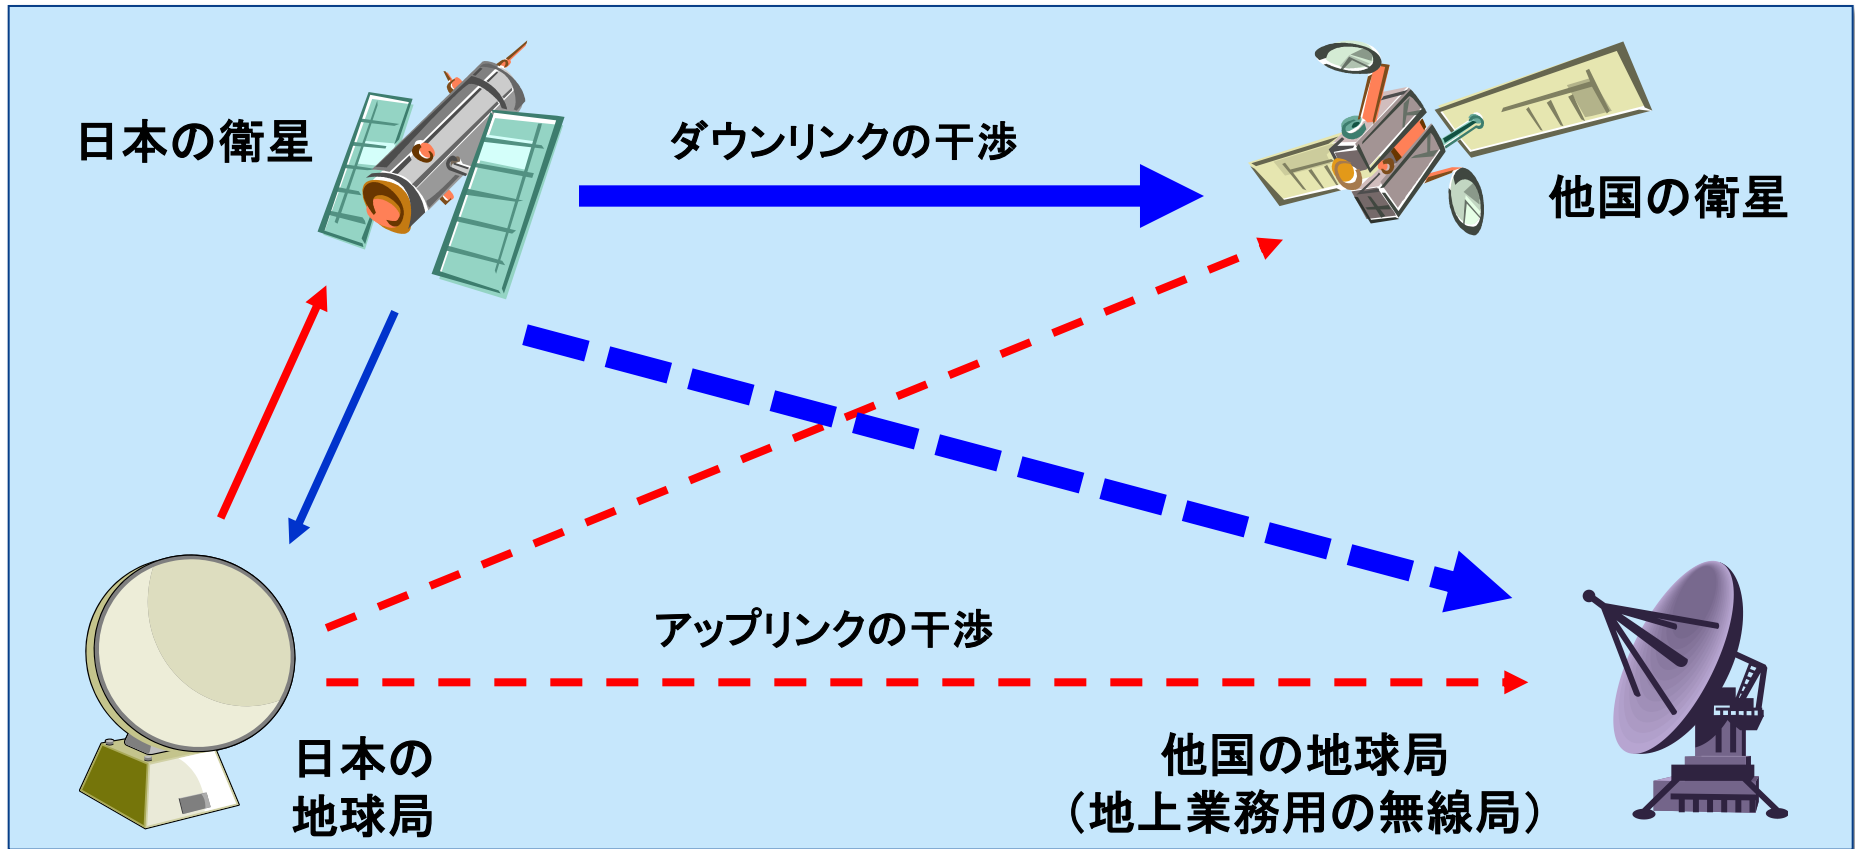 日本の衛星
ダウンリンクの干渉
他国の衛星
アップリンクの干渉
日本の
地球局
他国の地球局
（地上業務用の無線局）